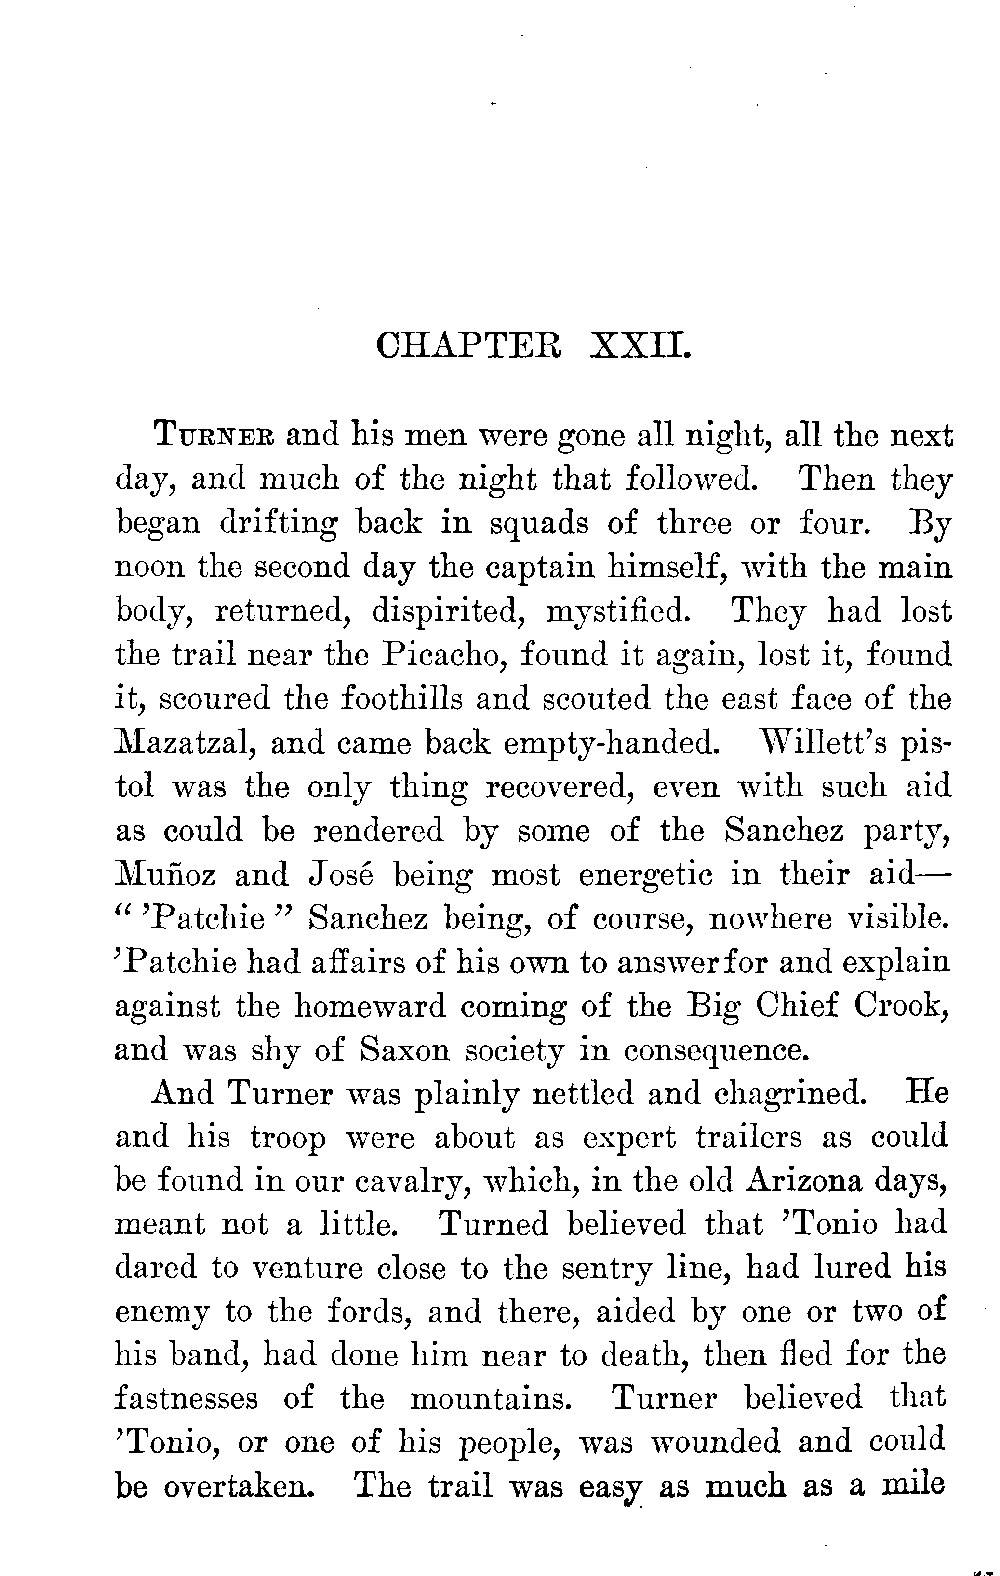 CHAPTER XXII.
TURNER and his men were gone all night, all the next
day, and much of the night that followed. Then they
began drifting back in squads of three or four. By
noon the second day the captain himself, with the main
body, returned, dispirited, mystified. They had lost
the trail near the Picacho, found it again, lost it, found
it, scoured the foothills and scouted the east face of the
Mazatzal, and came back empty-handed. Willett's pis-
tol was the only thing recovered, even with such aid
as could be rendered by some of the Sanchez party,
Muñoz and José being most energetic in their aid—
" 'Patchie " Sanchez being, of course, nowhere visible.
'Patchie had affairs of his own to answer for and explain
against the homeward coming of the Big Chief Crook,
and was shy of Saxon society in consequence.
And Turner was plainly nettled and chagrined. He
and his troop were about as expert trailers as could
be found in our cavalry, which, in the old Arizona days,
meant not a little. Turned believed that 'Tonio had
dared to venture close to the sentry line, had lured his
enemy to the fords, and there, aided by one or two of
his band, had done him near to death, then fled for the
fastnesses of the mountains. Turner believed that
'Tonio, or one of his people, was wounded and could
be overtaken. The trail was easy as much as a mile